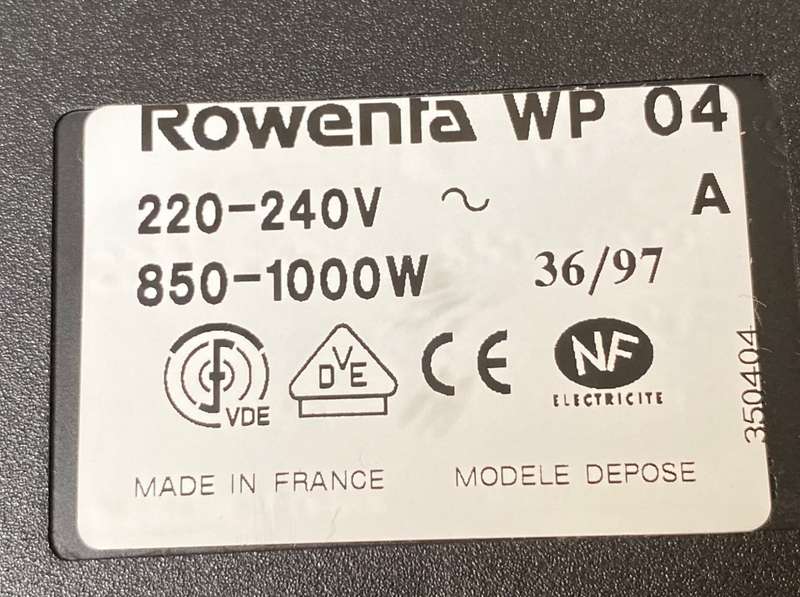 Rowenta WP 04
220-240V ~ A
850-1000W 36/97
VDE
DVE
CE
NF
ELECTRICITE
350404
MADE IN FRANCE MODELE DEPOSE